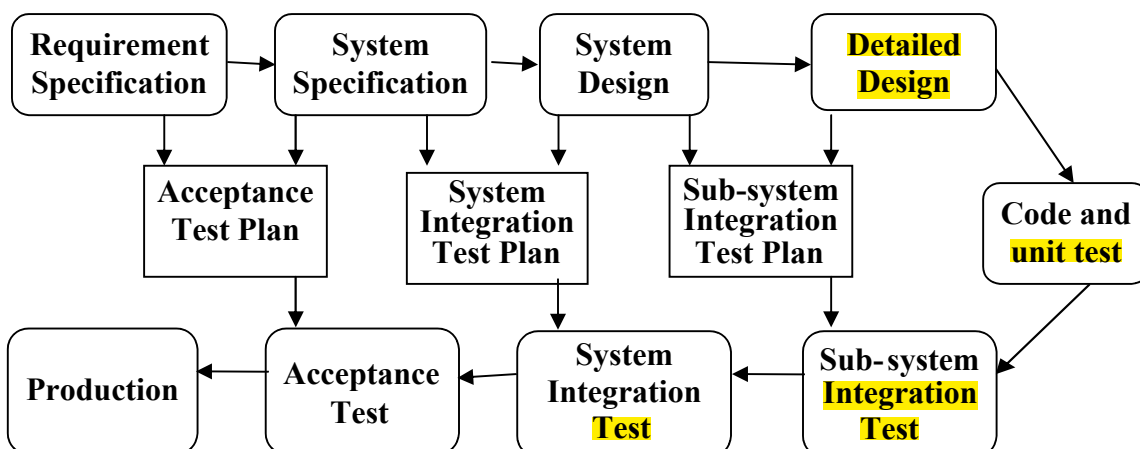 Requirement
Specification
System
Specification
System
Design
Detailed
Design
Acceptance
Test Plan
System
Integration
Test Plan
Sub-system
Integration
Test Plan
Code and
unit test
Production
Acceptance
Test
System
Integration
Test
Sub-system
Integration
Test